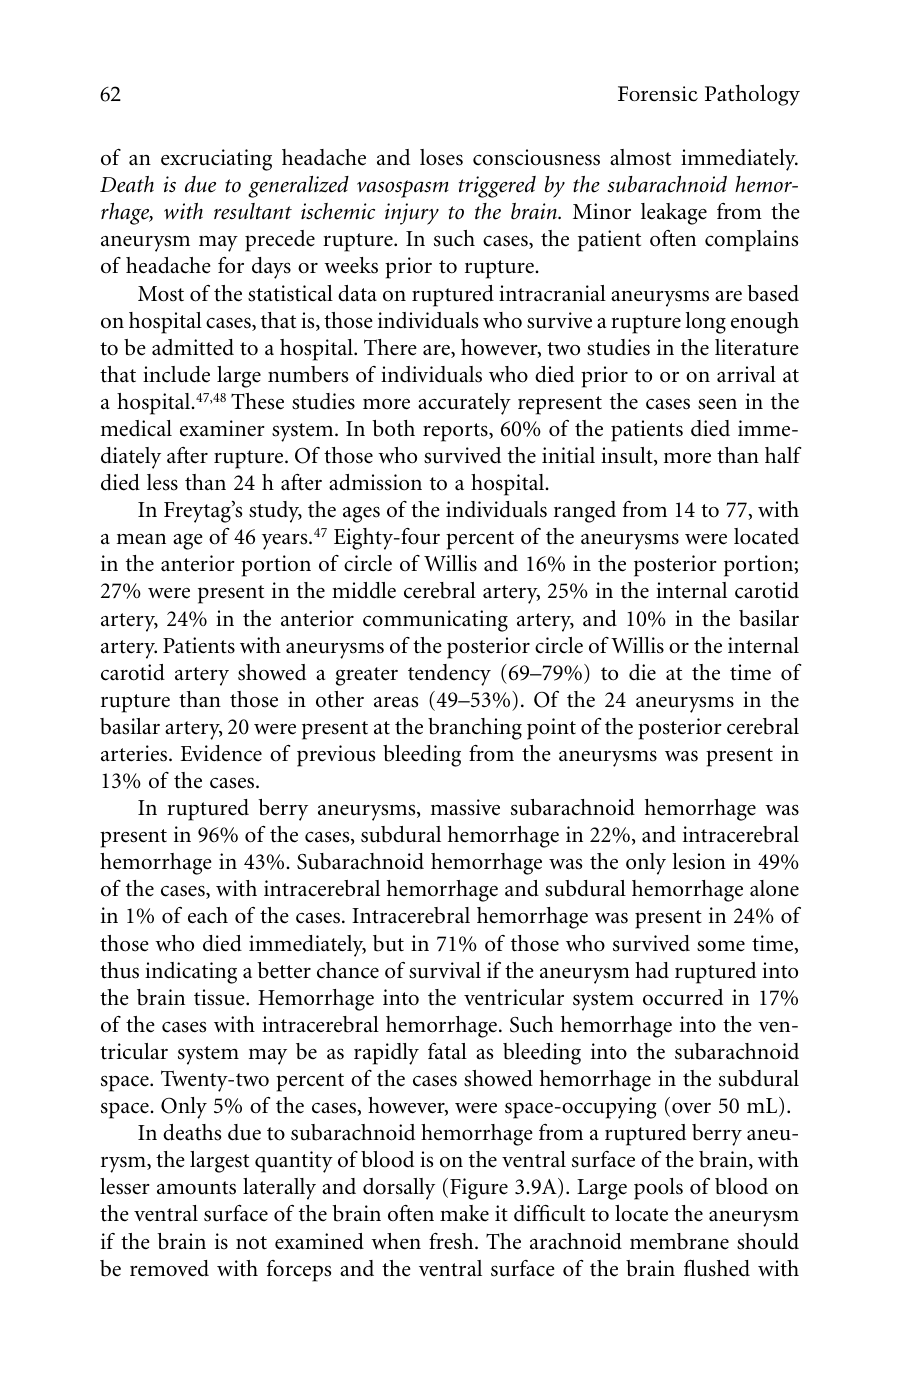 62 Forensic Pathology
of an excruciating headache and loses consciousness almost immediately.
Death is due to generalized vasospasm triggered by the subarachnoid hemor-
rhage, with resultant ischemic injury to the brain. Minor leakage from the
aneurysm may precede rupture. In such cases, the patient often complains
of headache for days or weeks prior to rupture.
Most of the statistical data on ruptured intracranial aneurysms are based
on hospital cases, that is, those individuals who survive a rupture long enough
to be admitted to a hospital. There are, however, two studies in the literature
that include large numbers of individuals who died prior to or on arrival at
a hospital.47,48 These studies more accurately represent the cases seen in the
medical examiner system. In both reports, 60% of the patients died imme-
diately after rupture. Of those who survived the initial insult, more than half
died less than 24 h after admission to a hospital.
In Freytag’s study, the ages of the individuals ranged from 14 to 77, with
a mean age of 46 years.47 Eighty-four percent of the aneurysms were located
in the anterior portion of circle of Willis and 16% in the posterior portion;
27% were present in the middle cerebral artery, 25% in the internal carotid
artery, 24% in the anterior communicating artery, and 10% in the basilar
artery. Patients with aneurysms of the posterior circle of Willis or the internal
carotid artery showed a greater tendency (69–79%) to die at the time of
rupture than those in other areas (49–53%). Of the 24 aneurysms in the
basilar artery, 20 were present at the branching point of the posterior cerebral
arteries. Evidence of previous bleeding from the aneurysms was present in
13% of the cases.
In ruptured berry aneurysms, massive subarachnoid hemorrhage was
present in 96% of the cases, subdural hemorrhage in 22%, and intracerebral
hemorrhage in 43%. Subarachnoid hemorrhage was the only lesion in 49%
of the cases, with intracerebral hemorrhage and subdural hemorrhage alone
in 1% of each of the cases. Intracerebral hemorrhage was present in 24% of
those who died immediately, but in 71% of those who survived some time,
thus indicating a better chance of survival if the aneurysm had ruptured into
the brain tissue. Hemorrhage into the ventricular system occurred in 17%
of the cases with intracerebral hemorrhage. Such hemorrhage into the ven-
tricular system may be as rapidly fatal as bleeding into the subarachnoid
space. Twenty-two percent of the cases showed hemorrhage in the subdural
space. Only 5% of the cases, however, were space-occupying (over 50 mL).
In deaths due to subarachnoid hemorrhage from a ruptured berry aneu-
rysm, the largest quantity of blood is on the ventral surface of the brain, with
lesser amounts laterally and dorsally (Figure 3.9A). Large pools of blood on
the ventral surface of the brain often make it difficult to locate the aneurysm
if the brain is not examined when fresh. The arachnoid membrane should
be removed with forceps and the ventral surface of the brain flushed with